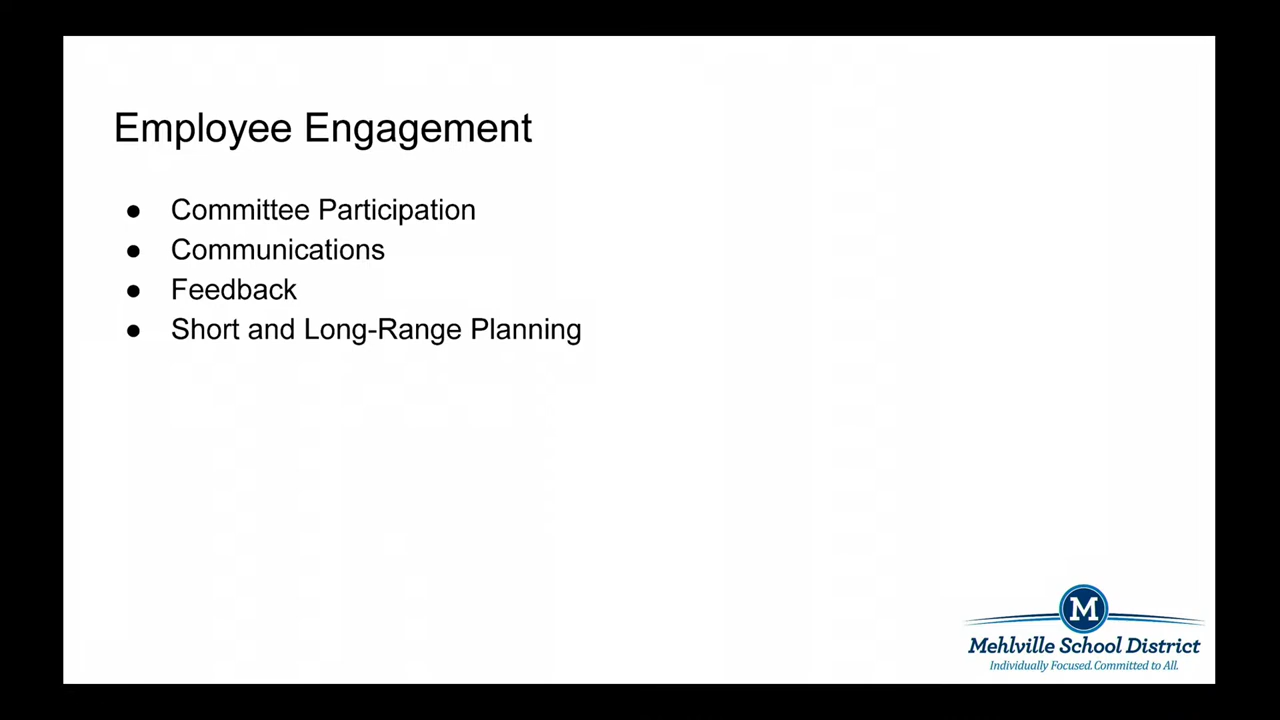 Employee Engagement
● Committee Participation
● Communications
● Feedback
● Short and Long-Range Planning
M
Mehlville School District
Individually Focused. Committed to All.